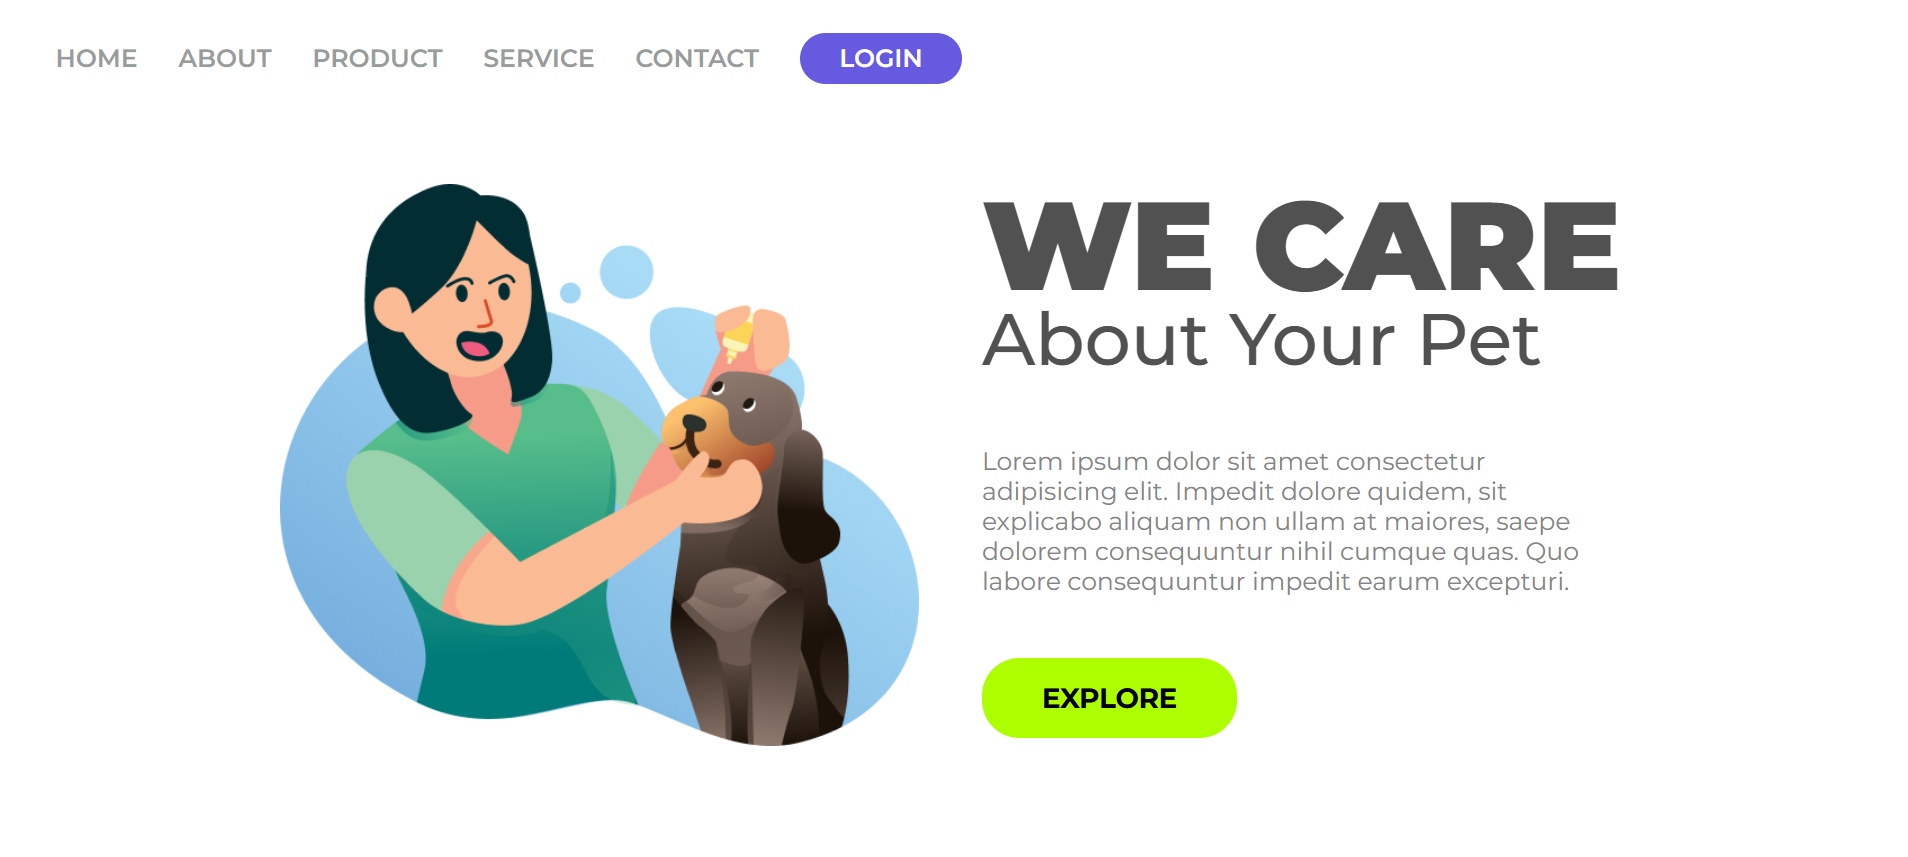 HOME ABOUT PRODUCT SERVICE CONTACT LOGIN
WE CARE
About Your Pet
Lorem ipsum dolor sit amet consectetur
adipisicing elit. Impedit dolore quidem, sit
explicabo aliquam non ullam at maiores, saepe
dolorem consequuntur nihil cumque quas. Quo
labore consequuntur impedit earum excepturi.
EXPLORE